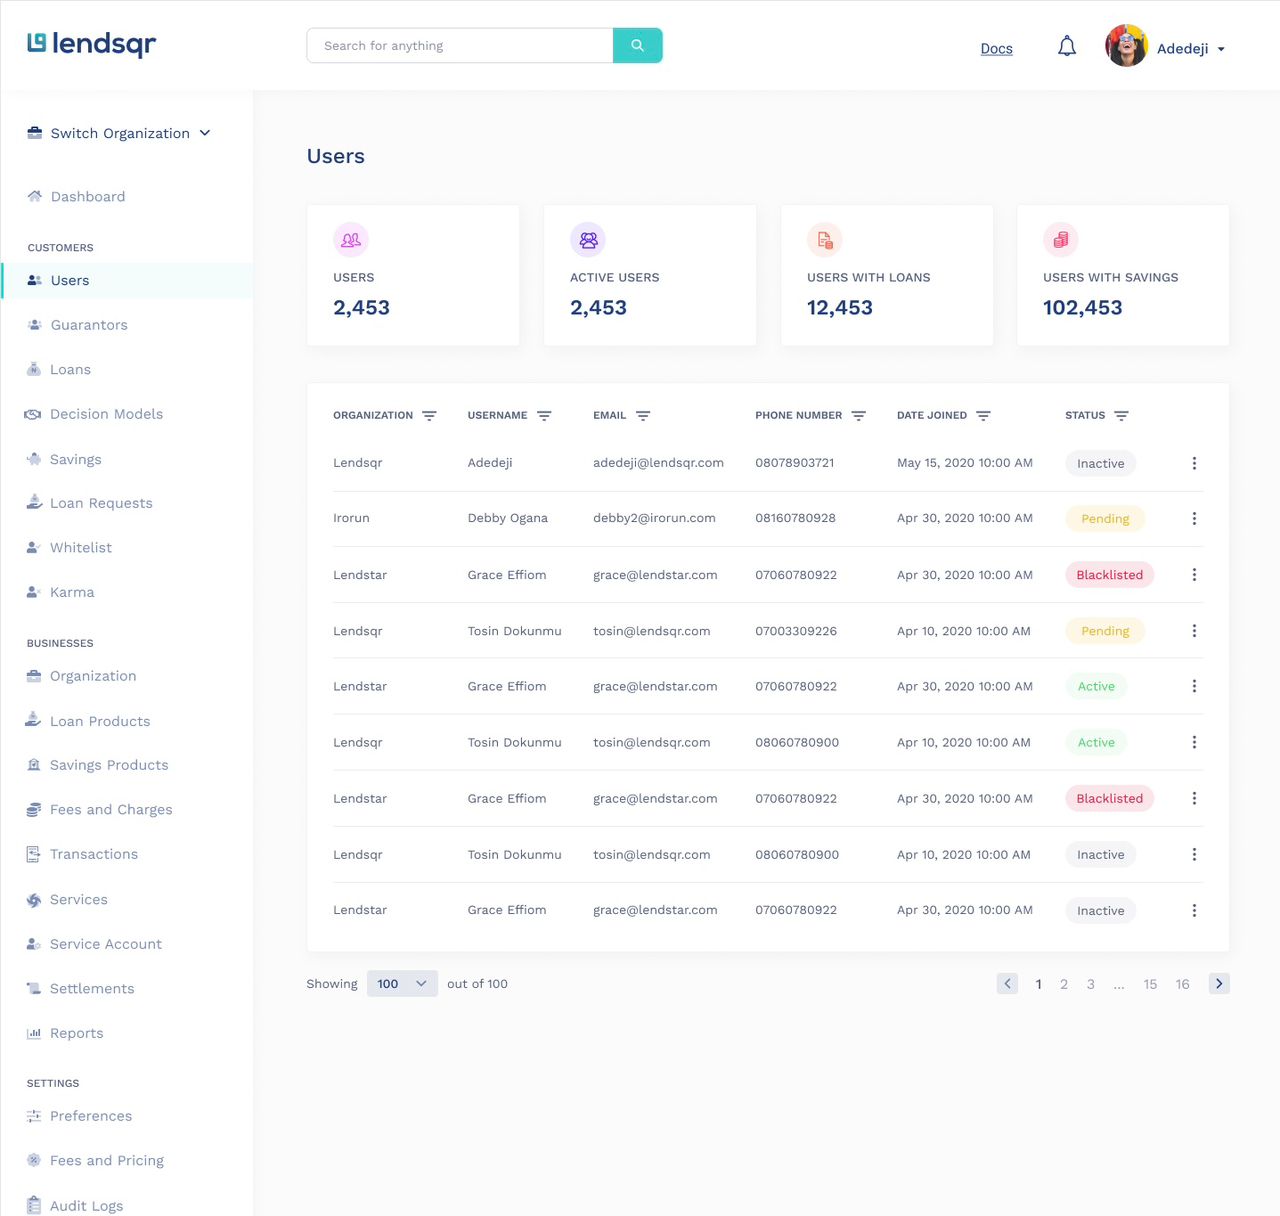 lendsqr
Search for anything
Docs
Adedeji
Switch Organization
Dashboard
CUSTOMERS
Users
Guarantors
Loans
Decision Models
Savings
Loan Requests
Whitelist
Karma
BUSINESSES
Organization
Loan Products
Savings Products
Fees and Charges
Transactions
Services
Service Account
Settlements
Reports
SETTINGS
Preferences
Fees and Pricing
Audit Logs
Users
USERS
2,453
ACTIVE USERS
2,453
USERS WITH LOANS
12,453
USERS WITH SAVINGS
102,453
ORGANIZATION USERNAME EMAIL PHONE NUMBER DATE JOINED STATUS
Lendsqr Adedeji adedeji@lendsqr.com 08078903721 May 15, 2020 10:00 AM Inactive
Irorun Debby Ogana debby2@irorun.com 08160780928 Apr 30, 2020 10:00 AM Pending
Lendstar Grace Effiom grace@lendstar.com 07060780922 Apr 30, 2020 10:00 AM Blacklisted
Lendsqr Tosin Dokunmu tosin@lendsqr.com 07003309226 Apr 10, 2020 10:00 AM Pending
Lendstar Grace Effiom grace@lendstar.com 07060780922 Apr 30, 2020 10:00 AM Active
Lendsqr Tosin Dokunmu tosin@lendsqr.com 08060780900 Apr 10, 2020 10:00 AM Active
Lendstar Grace Effiom grace@lendstar.com 07060780922 Apr 30, 2020 10:00 AM Blacklisted
Lendsqr Tosin Dokunmu tosin@lendsqr.com 08060780900 Apr 10, 2020 10:00 AM Inactive
Lendstar Grace Effiom grace@lendstar.com 07060780922 Apr 30, 2020 10:00 AM Inactive
Showing 100 out of 100
1 2 3 ... 15 16